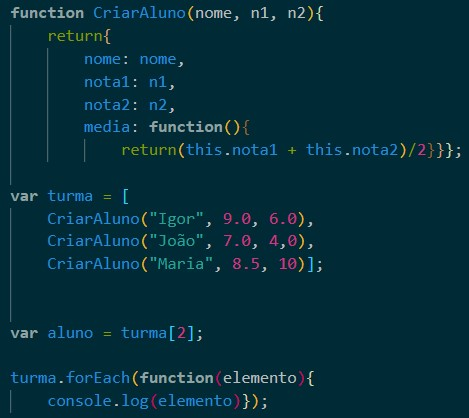 function CriarAluno(nome, n1, n2){
    return{
        nome: nome,
        nota1: n1,
        nota2: n2,
        media: function(){
            return(this.nota1 + this.nota2)/2}}};
var turma = [
    CriarAluno("Igor", 9.0, 6.0),
    CriarAluno("João", 7.0, 4,0),
    CriarAluno("Maria", 8.5, 10)];
var aluno = turma[2];
turma.forEach(function(elemento){
    console.log(elemento)});